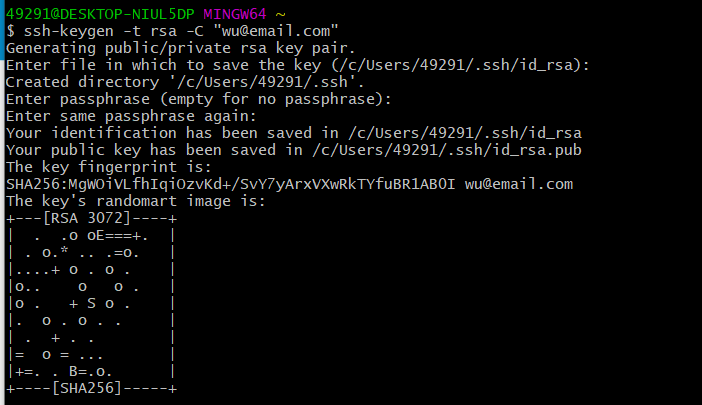 49291@DESKTOP-NIUL5DP MINGW64 ~
$ ssh-keygen -t rsa -C "wu@email.com"
Generating public/private rsa key pair.
Enter file in which to save the key (/c/Users/49291/.ssh/id_rsa):
Created directory '/c/Users/49291/.ssh'.
Enter passphrase (empty for no passphrase):
Enter same passphrase again:
Your identification has been saved in /c/Users/49291/.ssh/id_rsa
Your public key has been saved in /c/Users/49291/.ssh/id_rsa.pub
The key fingerprint is:
SHA256:MgWOiVLfhIqiOzvKd+/SvY7yArxVXwRkTYfuBR1AB0I wu@email.com
The key's randomart image is:
+---[RSA 3072]----+
|  .  .o oE===+.  |
| . o.* .. .=o.   |
|....+ o . o .    |
|o..    o   o .   |
|o .   + S o .    |
|.  o . o . .     |
| .  + . .        |
|=  o = ...       |
|+=. . B=.o.      |
+----[SHA256]-----+